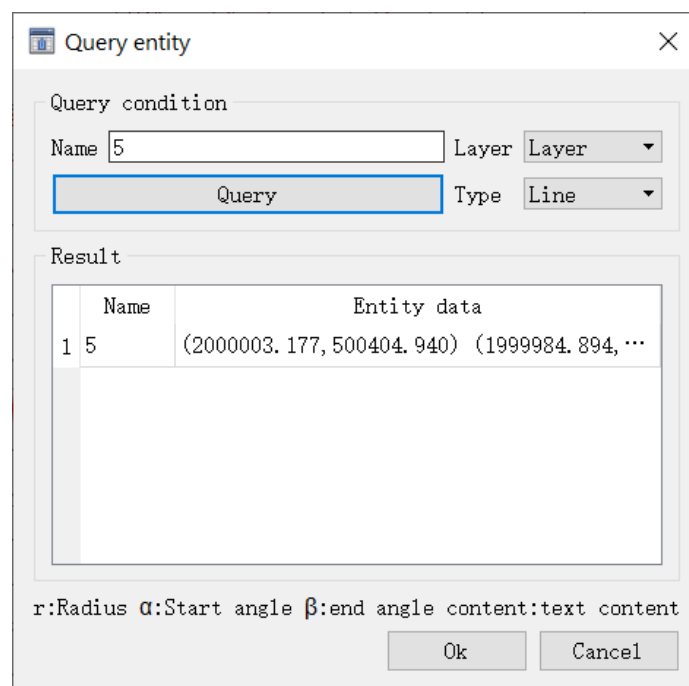 Query entity
Query condition
Name 5 Layer Layer
Query Type Line
Result
Name Entity data
1 5 (2000003.177,500404.940) (1999984.894,…
r:Radius α:Start angle β:end angle content:text content
Ok Cancel